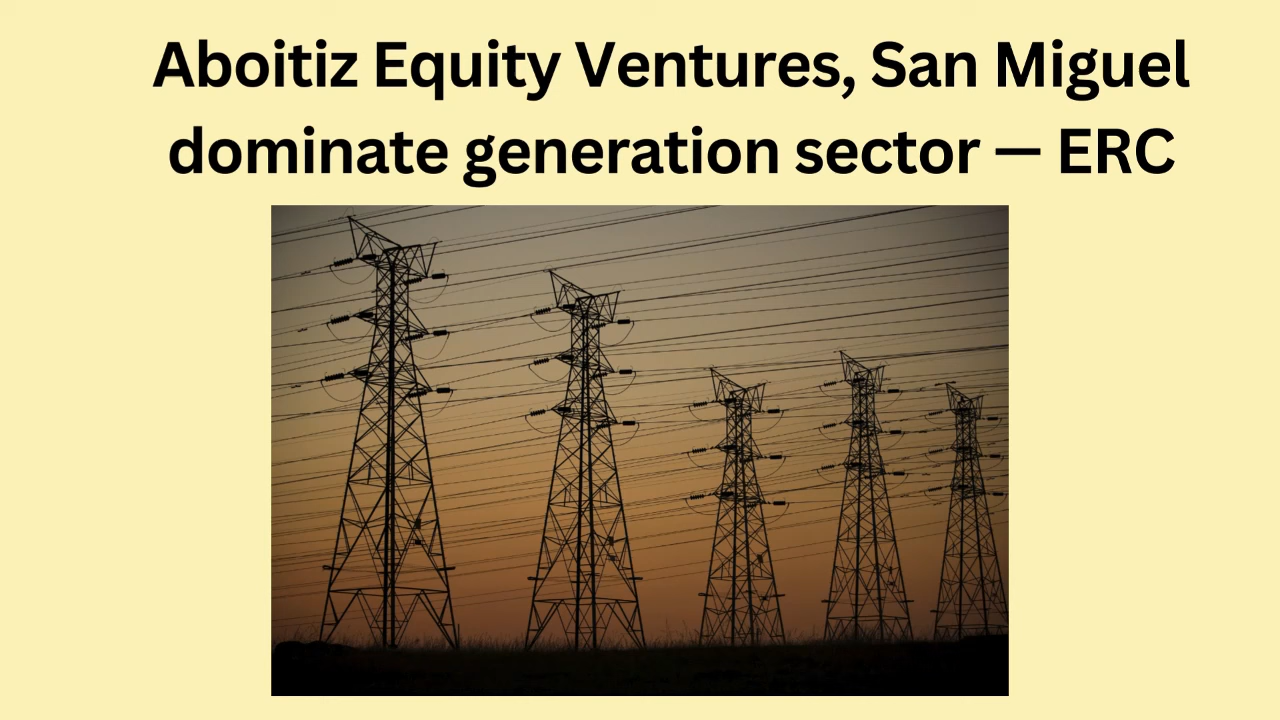 Aboitiz Equity Ventures, San Miguel
dominate generation sector — ERC